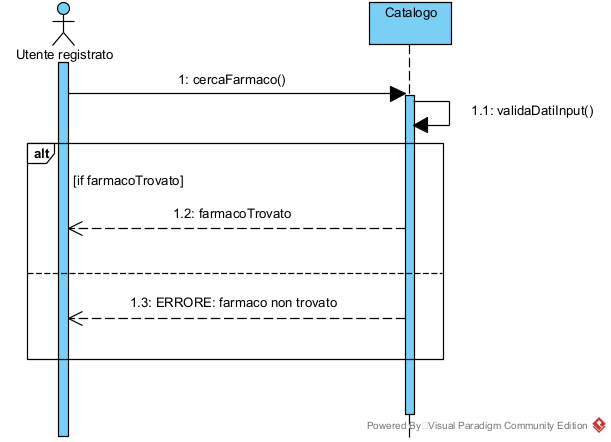 Catalogo
Utente registrato
1: cercaFarmaco()
1.1: validaDatiInput()
alt
[if farmacoTrovato]
1.2: farmacoTrovato
1.3: ERRORE: farmaco non trovato
Powered By Visual Paradigm Community Edition